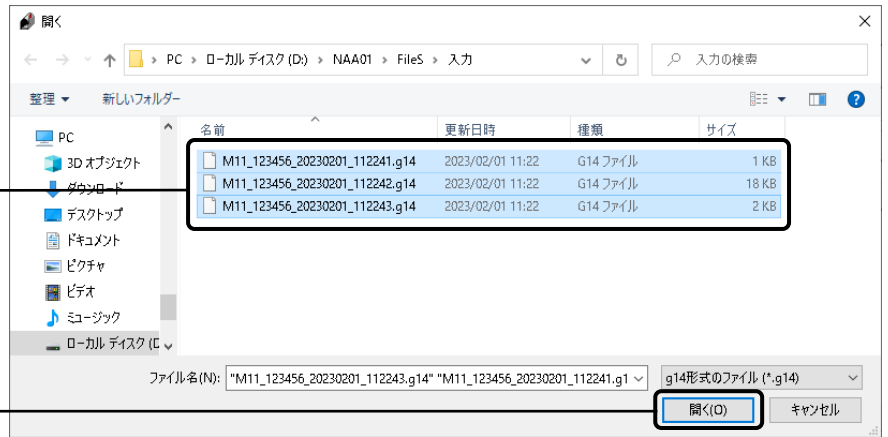 開く
PC › ローカル ディスク (D:) › NAA01 › FileS › 入力
入力の検索
整理 新しいフォルダー
名前 更新日時 種類 サイズ
M11_123456_20230201_112241.g14 2023/02/01 11:22 G14 ファイル 1 KB
M11_123456_20230201_112242.g14 2023/02/01 11:22 G14 ファイル 18 KB
M11_123456_20230201_112243.g14 2023/02/01 11:22 G14 ファイル 2 KB
PC
3D オブジェクト
ダウンロード
デスクトップ
ドキュメント
ピクチャ
ビデオ
ミュージック
ローカル ディスク (D
ファイル名(N): "M11_123456_20230201_112243.g14" "M11_123456_20230201_112241.g1
g14形式のファイル (*.g14)
開く(O) キャンセル